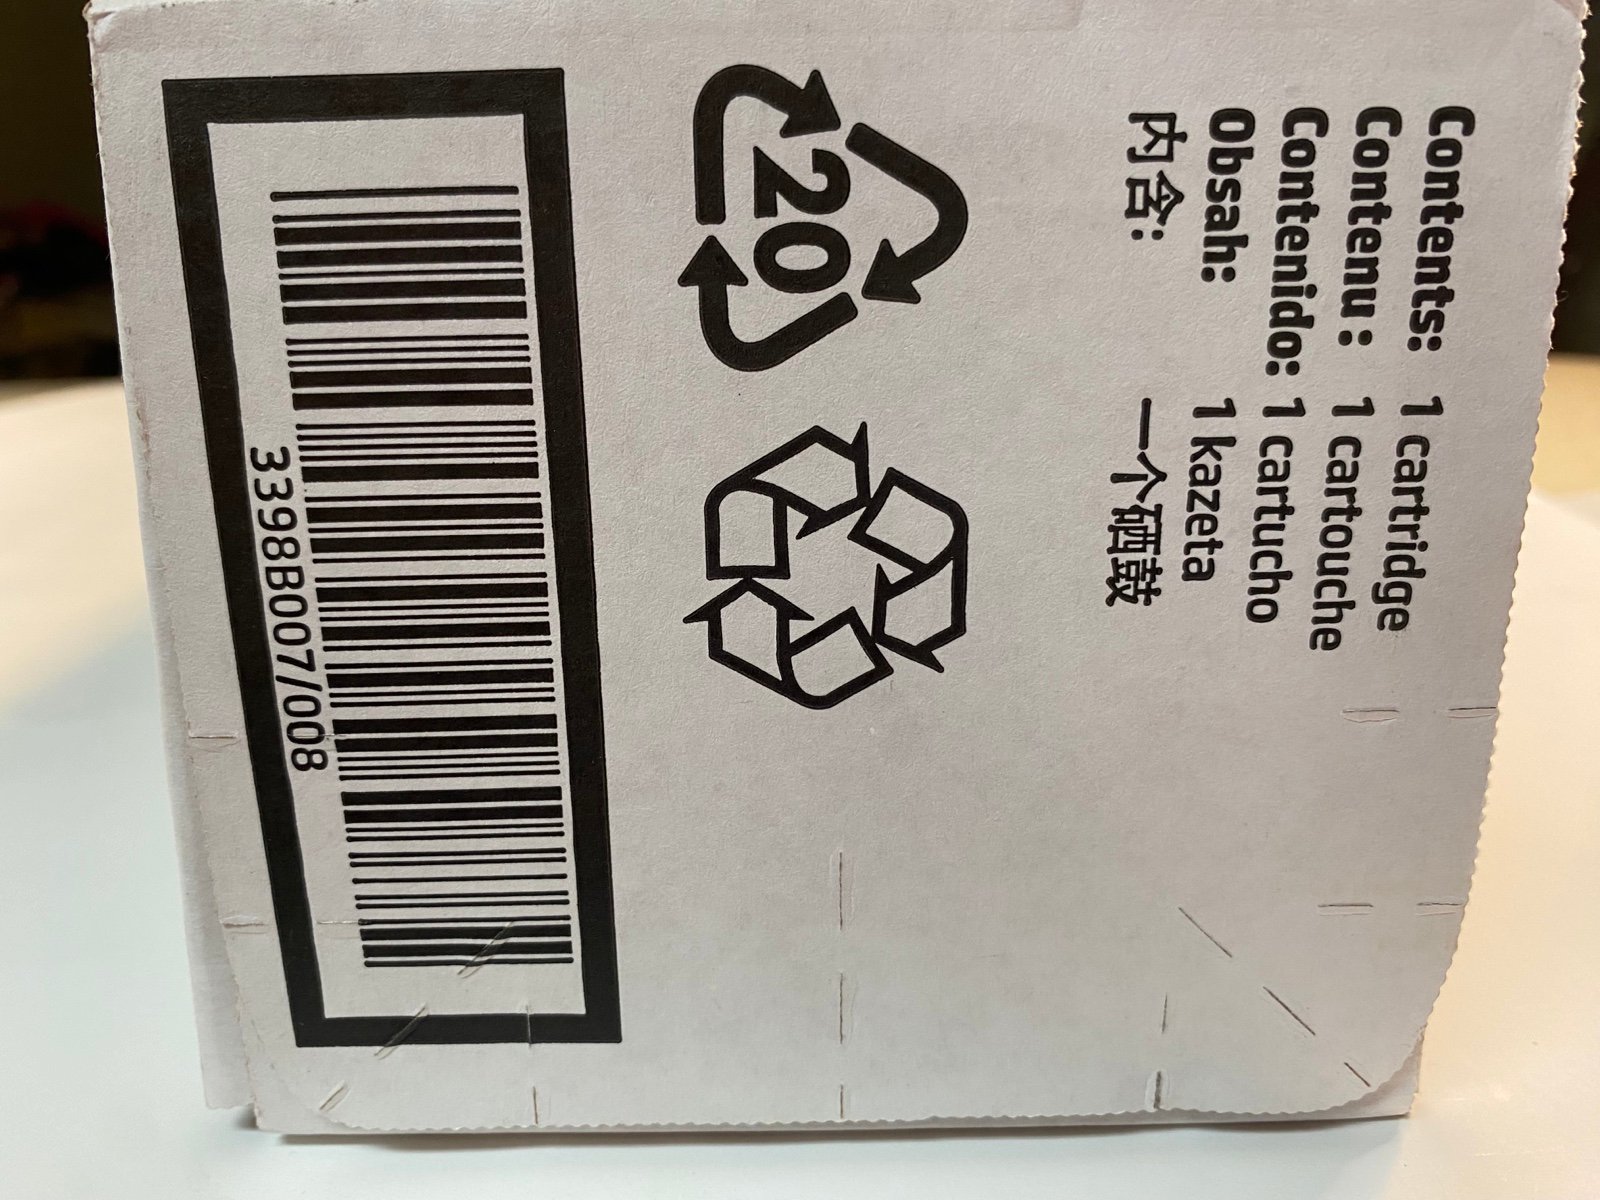 Contents: 1 cartridge
Contenu : 1 cartouche
Contenido: 1 cartucho
Obsah: 1 kazeta
内含: 一个硒鼓
20
3398B007/008